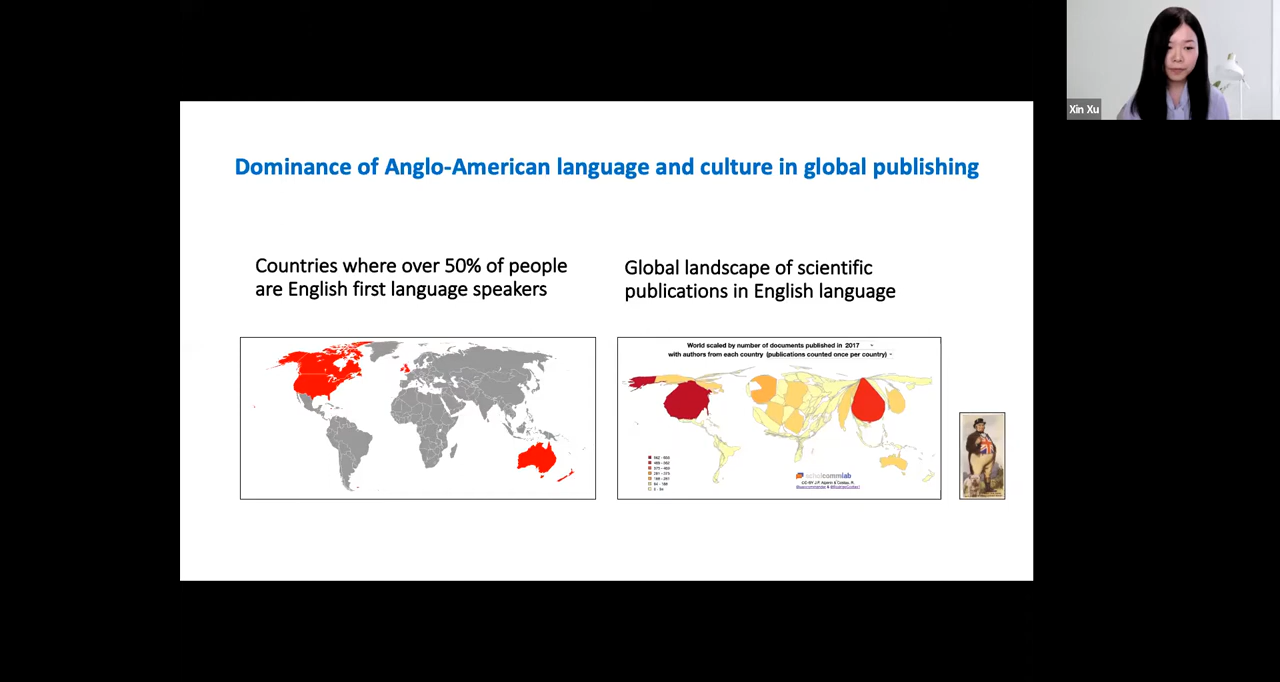 Xin Xu
Dominance of Anglo-American language and culture in global publishing
Countries where over 50% of people
are English first language speakers
Global landscape of scientific
publications in English language
World scaled by number of documents published in 2017
with authors from each country (publications counted once per country)
scholcommlab